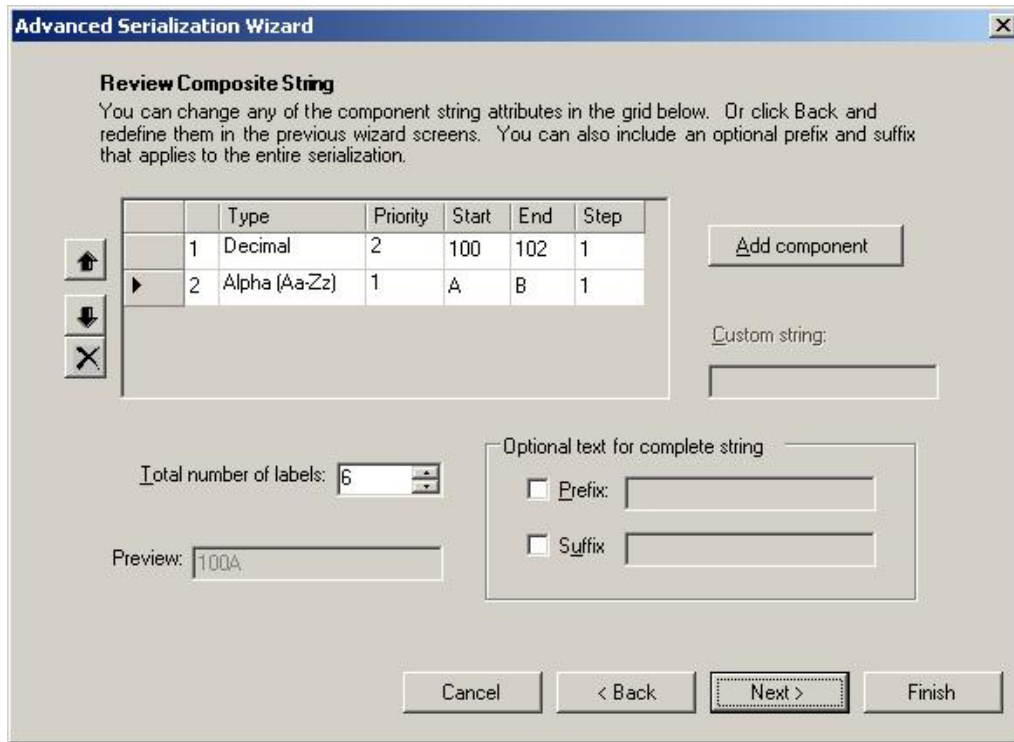 Advanced Serialization Wizard
Review Composite String
You can change any of the component string attributes in the grid below. Or click Back and
redefine them in the previous wizard screens. You can also include an optional prefix and suffix
that applies to the entire serialization.
Type Priority Start End Step
1 Decimal 2 100 102 1
2 Alpha (Aa-Zz) 1 A B 1
Add component
Custom string:
Total number of labels: 6
Preview: 100A
Optional text for complete string
Prefix:
Suffix
Cancel < Back Next > Finish